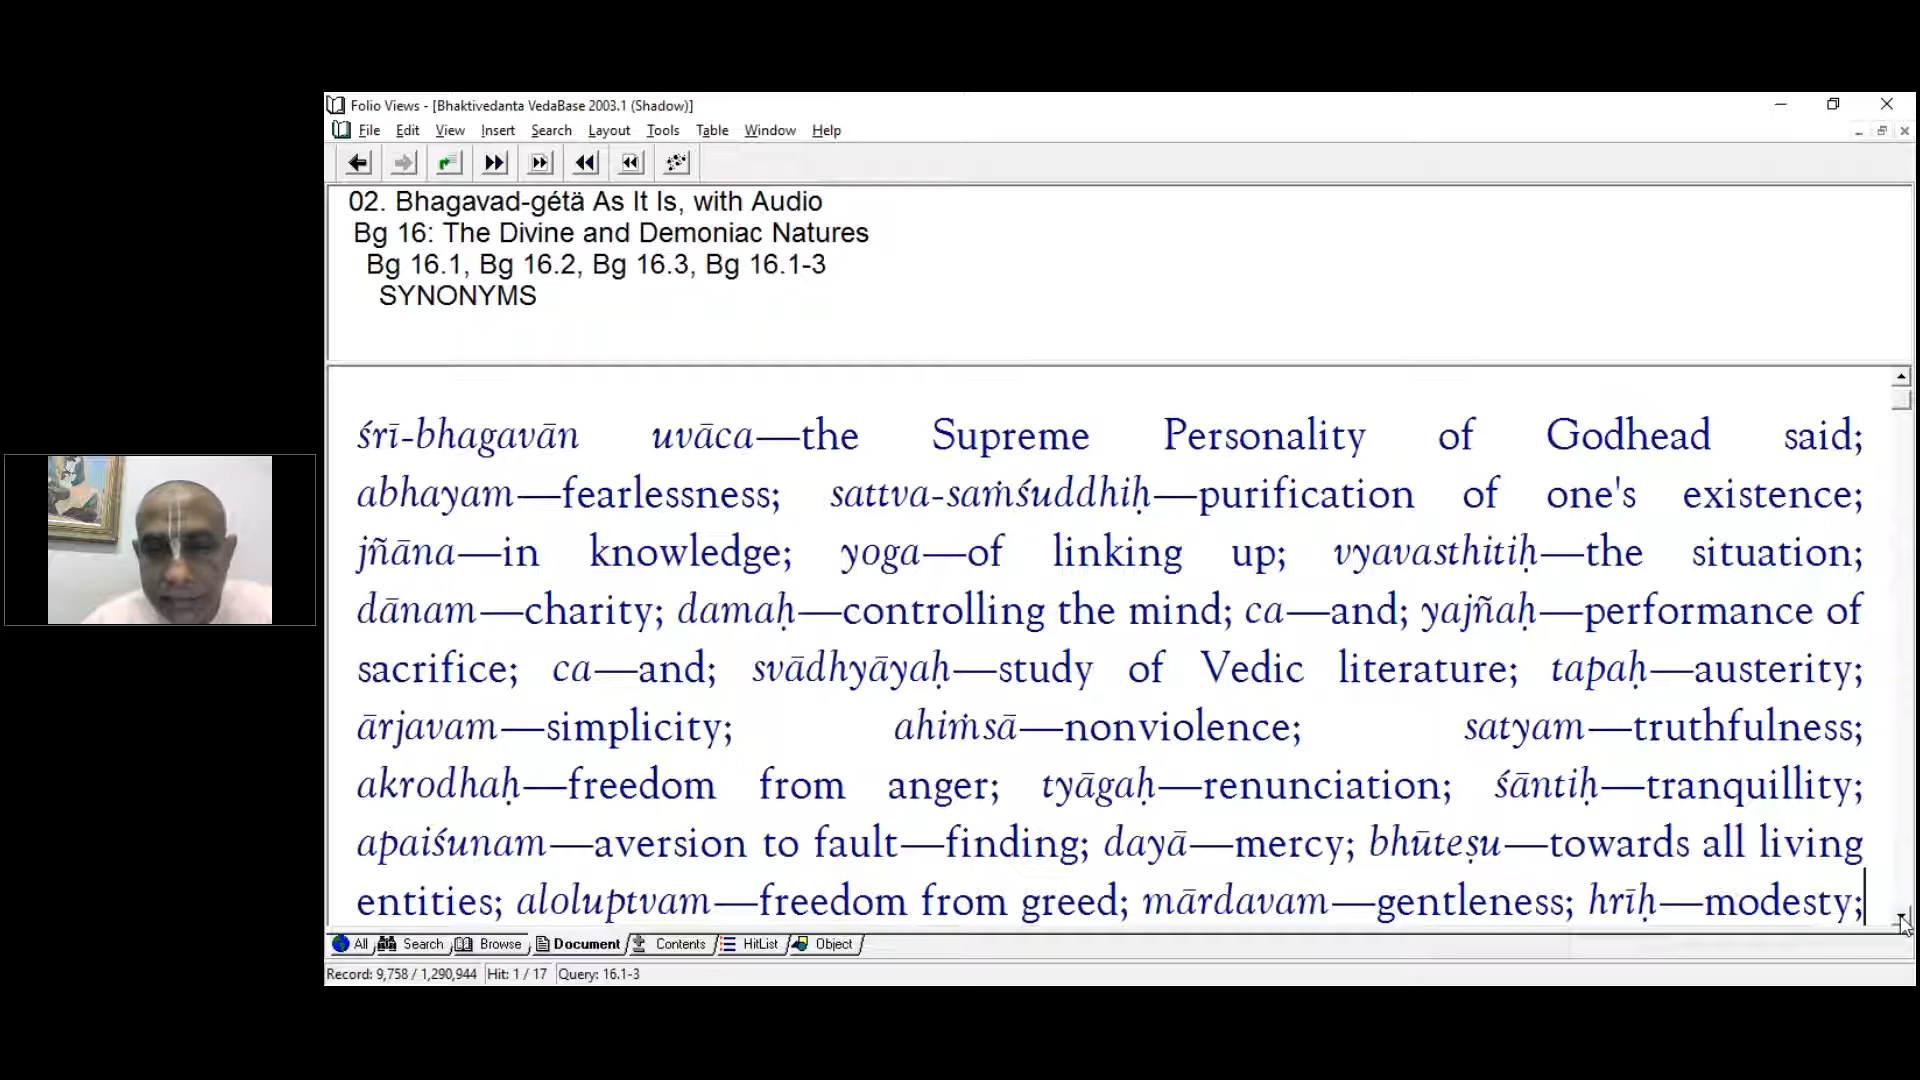 Folio Views - [Bhaktivedanta VedaBase 2003.1 (Shadow)]
File Edit View Insert Search Layout Tools Table Window Help
02. Bhagavad-gétä As It Is, with Audio
Bg 16: The Divine and Demoniac Natures
Bg 16.1, Bg 16.2, Bg 16.3, Bg 16.1-3
SYNONYMS
śrī-bhagavān uvāca—the Supreme Personality of Godhead said;
abhayam—fearlessness; sattva-saṁśuddhiḥ—purification of one's existence;
jñāna—in knowledge; yoga—of linking up; vyavasthitiḥ—the situation;
dānam—charity; damaḥ—controlling the mind; ca—and; yajñaḥ—performance of
sacrifice; ca—and; svādhyāyaḥ—study of Vedic literature; tapaḥ—austerity;
ārjavam—simplicity; ahiṁsā—nonviolence; satyam—truthfulness;
akrodhaḥ—freedom from anger; tyāgaḥ—renunciation; śāntiḥ—tranquillity;
apaiśunam—aversion to fault—finding; dayā—mercy; bhūteṣu—towards all living
entities; aloluptvam—freedom from greed; mārdavam—gentleness; hrīḥ—modesty;
All Search Browse Document Contents HitList Object
Record: 9,758 / 1,290,944 Hit: 1 / 17 Query: 16.1-3